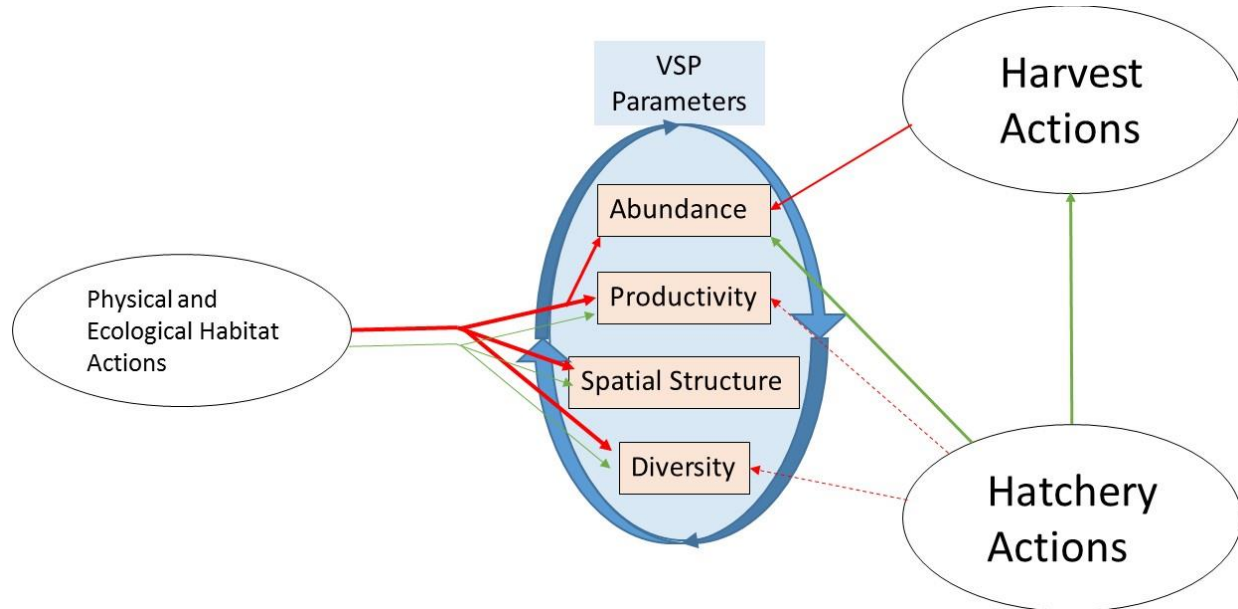 VSP
Parameters
Harvest
Actions
Abundance
Productivity
Physical and
Ecological Habitat
Actions
Spatial Structure
Diversity
Hatchery
Actions